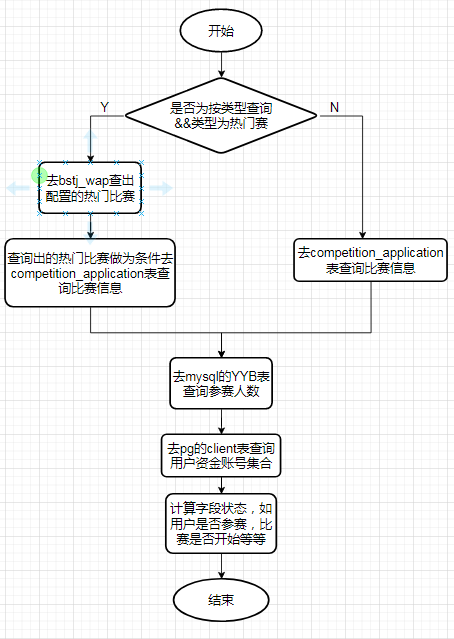 开始
是否为按类型查询
&&类型为热门赛
Y
N
去bstj_wap查出
配置的热门比赛
查询出的热门比赛做为条件去
competition_application表查
询比赛信息
去competition_application
表查询比赛信息
去mysql的YYB表
查询参赛人数
去pg的client表查询
用户资金账号集合
计算字段状态，如
用户是否参赛，比
赛是否开始等等
结束